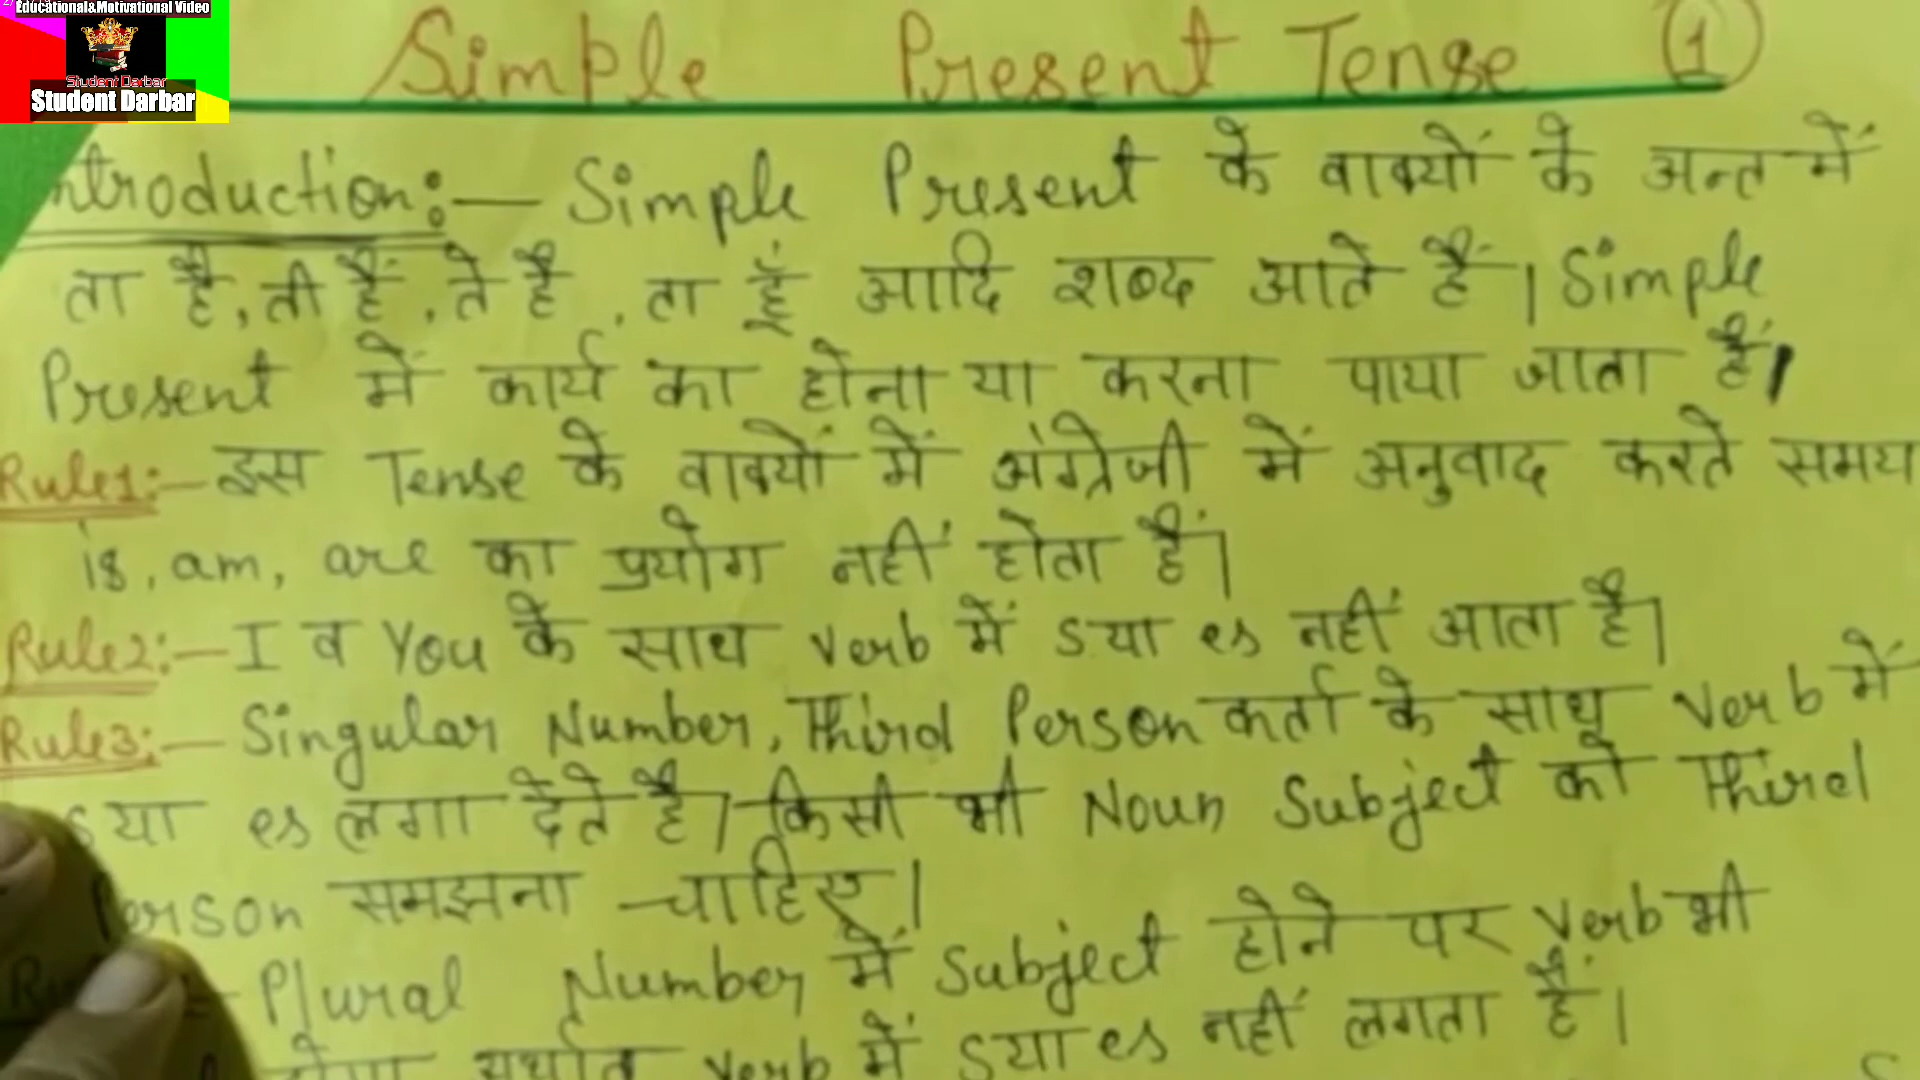 Educational&Motivational Video
Student Darbar
Student Darbar
Simple Present Tense 1
ntroduction:— Simple Present के वाक्यों के अन्त में
ता है, ती हैं, ते है, ता हूँ आदि शब्द आते हैं। Simple
Present में कार्य का होना या करना पाया जाता हैं।
Rule1:— इस Tense के वाक्यों में अंग्रेजी में अनुवाद करते समय
is, am, are का प्रयोग नहीं होता हैं।
Rule2:— I व You के साथ Verb में s या es नहीं आता है।
Rule3:— Singular Number, Third Person कर्ता के साथ Verb में
s या es लगा देते है। किसी भी Noun Subject को Third
erson समझना चाहिए।
Plural Number में Subject होने पर Verb भी
यर्थात Verb में s या es नहीं लगता हैं।